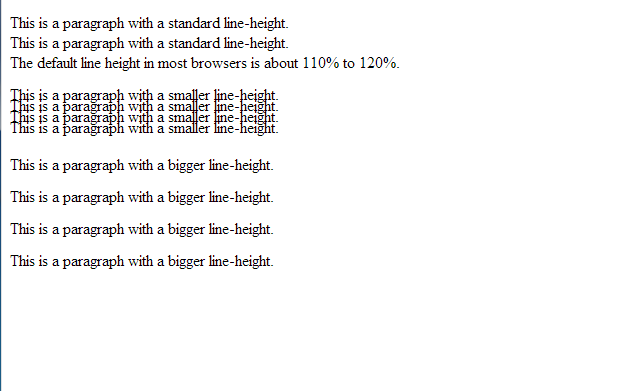 This is a paragraph with a standard line-height.
This is a paragraph with a standard line-height.
The default line height in most browsers is about 110% to 120%.
This is a paragraph with a smaller line-height.
This is a paragraph with a smaller line-height.
This is a paragraph with a smaller line-height.
This is a paragraph with a smaller line-height.
This is a paragraph with a bigger line-height.
This is a paragraph with a bigger line-height.
This is a paragraph with a bigger line-height.
This is a paragraph with a bigger line-height.